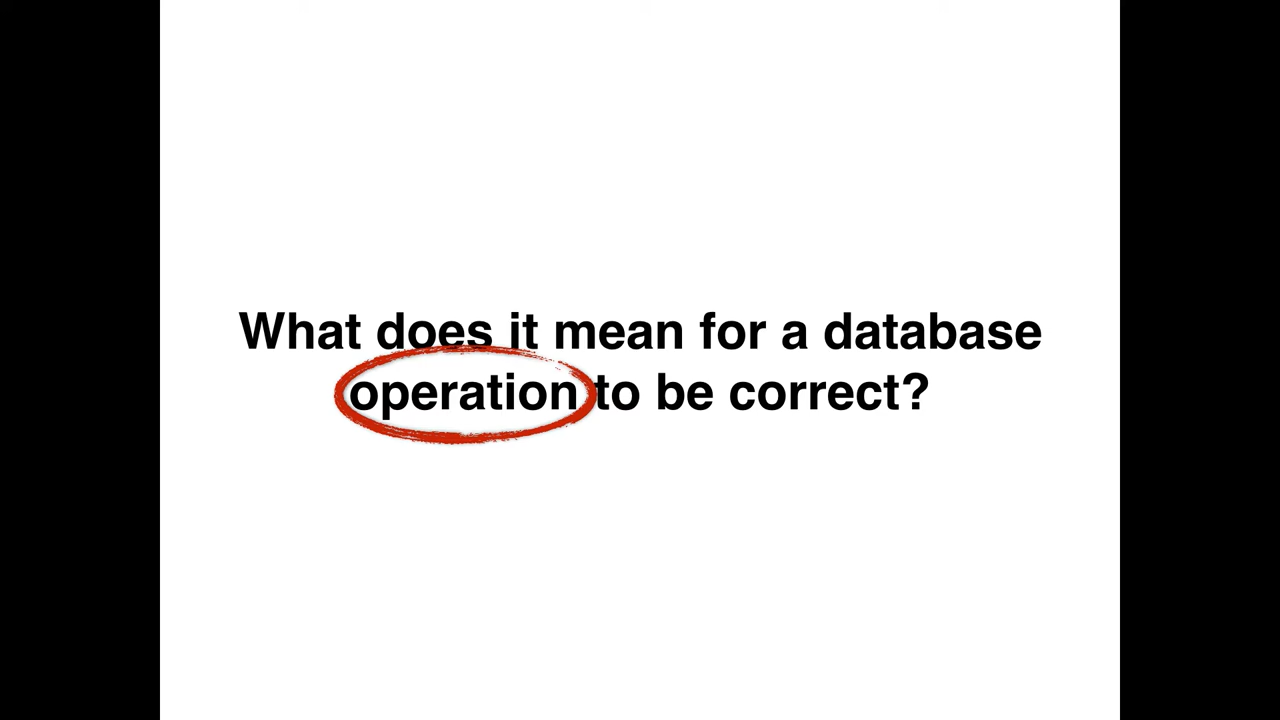 What does it mean for a database
operation to be correct?